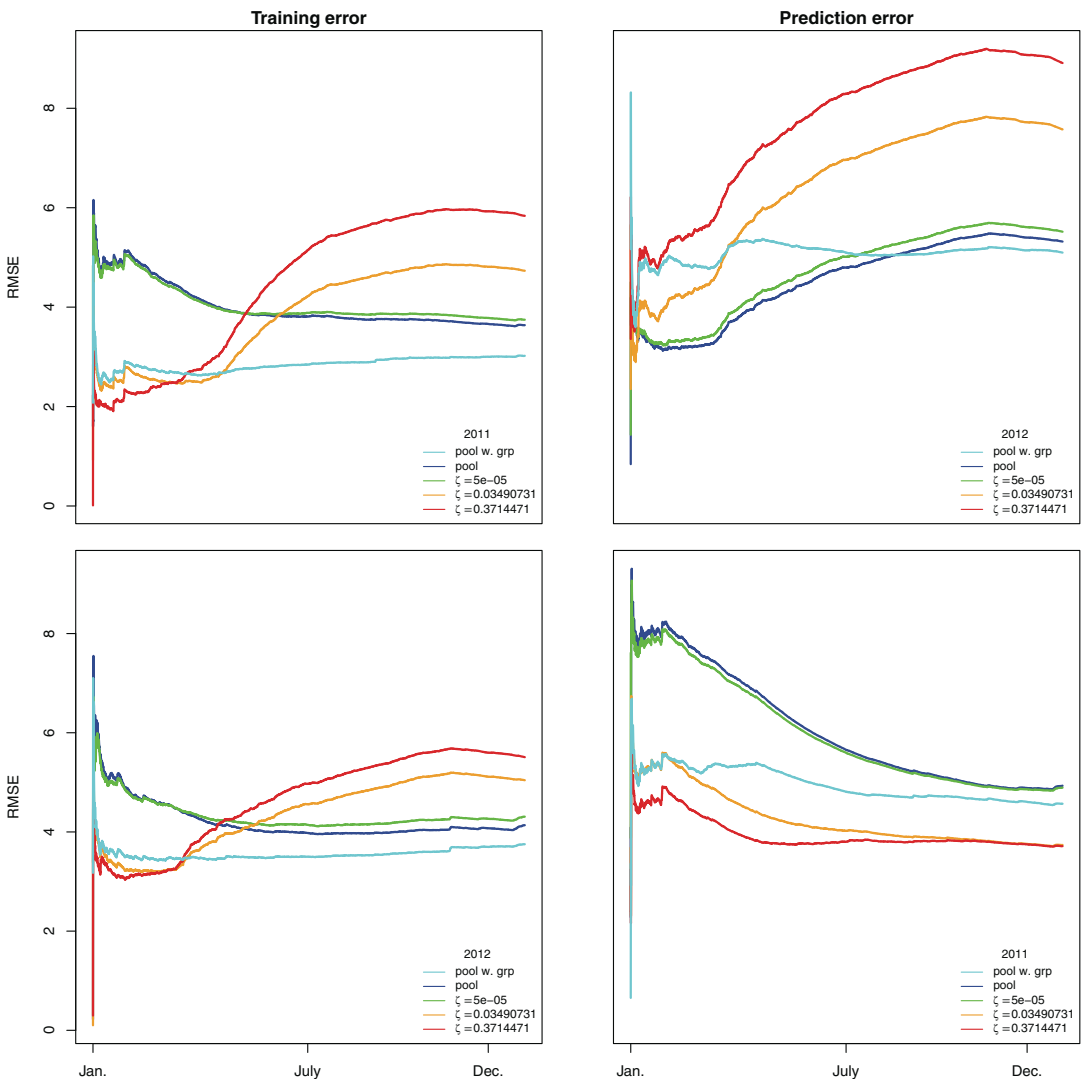 Training error
Prediction error
RMSE
8
6
4
2
0
2011
pool w. grp
pool
ζ =5e−05
ζ =0.03490731
ζ =0.3714471
2012
pool w. grp
pool
ζ =5e−05
ζ =0.03490731
ζ =0.3714471
RMSE
8
6
4
2
0
2012
pool w. grp
pool
ζ =5e−05
ζ =0.03490731
ζ =0.3714471
2011
pool w. grp
pool
ζ =5e−05
ζ =0.03490731
ζ =0.3714471
Jan. July Dec.
Jan. July Dec.